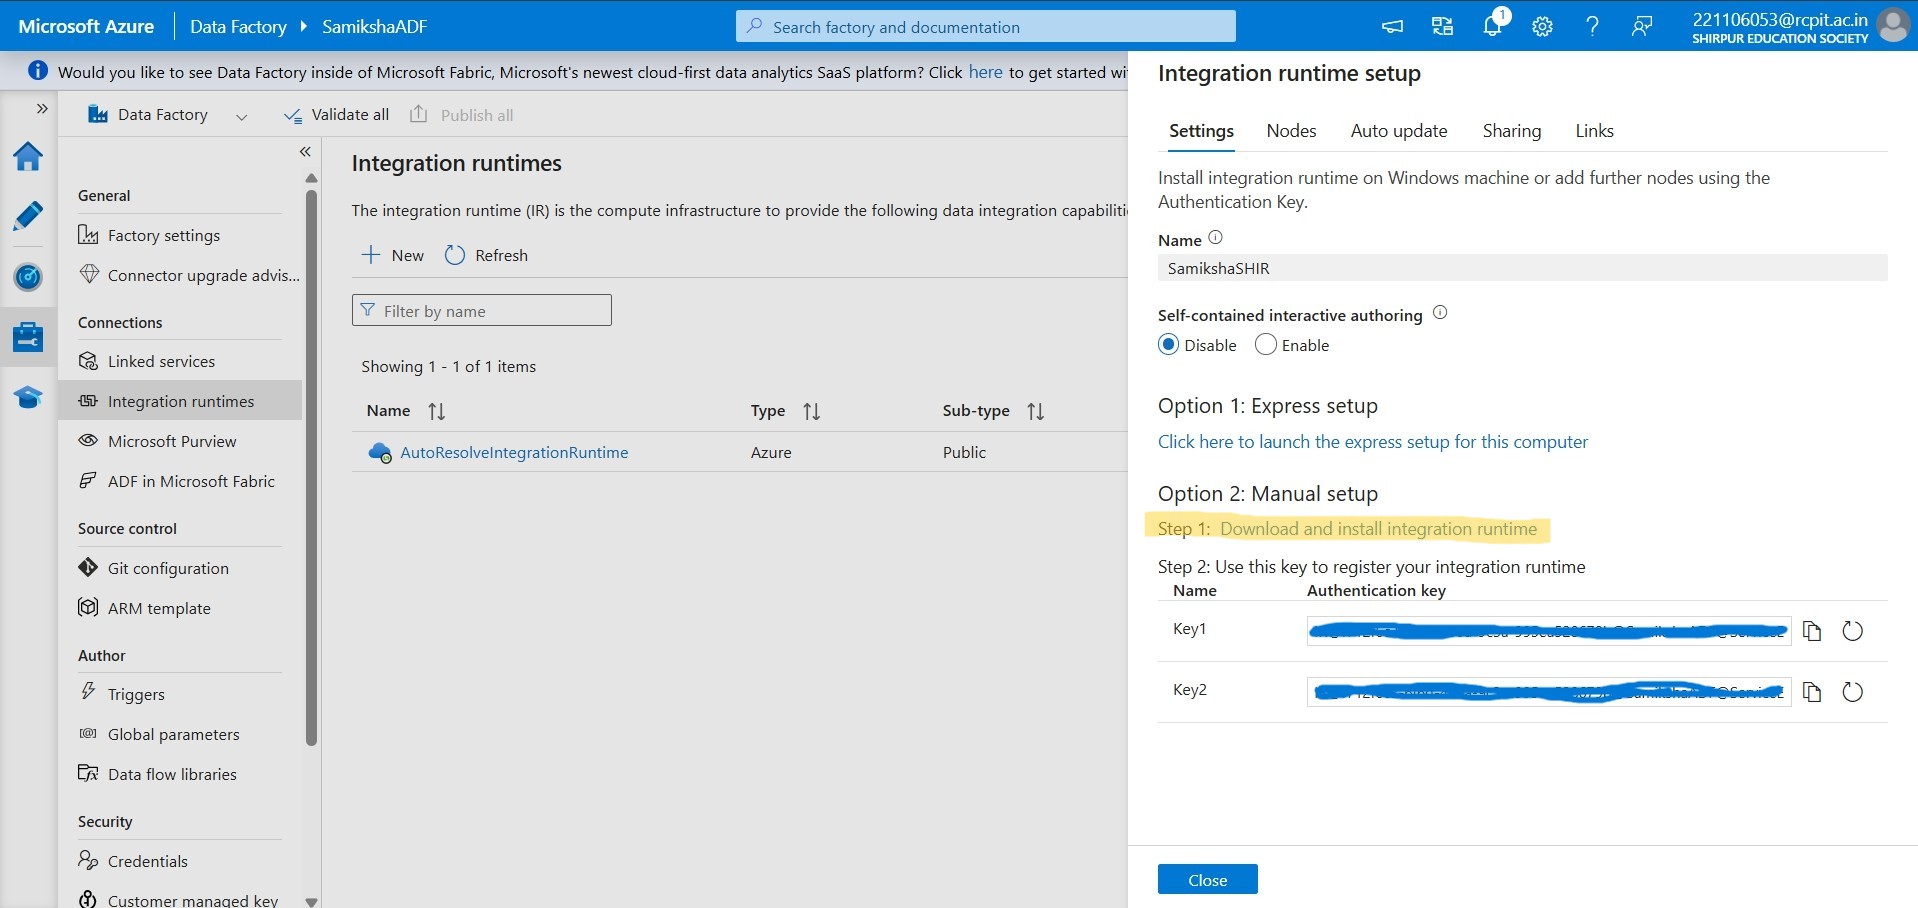 Microsoft Azure
Data Factory
SamikshaADF
Search factory and documentation
1
221106053@rcpit.ac.in
SHIRPUR EDUCATION SOCIETY
Would you like to see Data Factory inside of Microsoft Fabric, Microsoft's newest cloud-first data analytics SaaS platform? Click here to get started
Data Factory
Validate all
Publish all
General
Factory settings
Connector upgrade advis...
Connections
Linked services
Integration runtimes
Microsoft Purview
ADF in Microsoft Fabric
Source control
Git configuration
ARM template
Author
Triggers
Global parameters
Data flow libraries
Security
Credentials
Customer managed key
Integration runtimes
The integration runtime (IR) is the compute infrastructure to provide the following data integration
New
Refresh
Filter by name
Showing 1 - 1 of 1 items
Name Type Sub-type
AutoResolveIntegrationRuntime Azure Public
Integration runtime setup
Settings Nodes Auto update Sharing Links
Install integration runtime on Windows machine or add further nodes using the
Authentication Key.
Name
SamikshaSHIR
Self-contained interactive authoring
Disable Enable
Option 1: Express setup
Click here to launch the express setup for this computer
Option 2: Manual setup
Step 1: Download and install integration runtime
Step 2: Use this key to register your integration runtime
Name Authentication key
Key1
Key2
Close